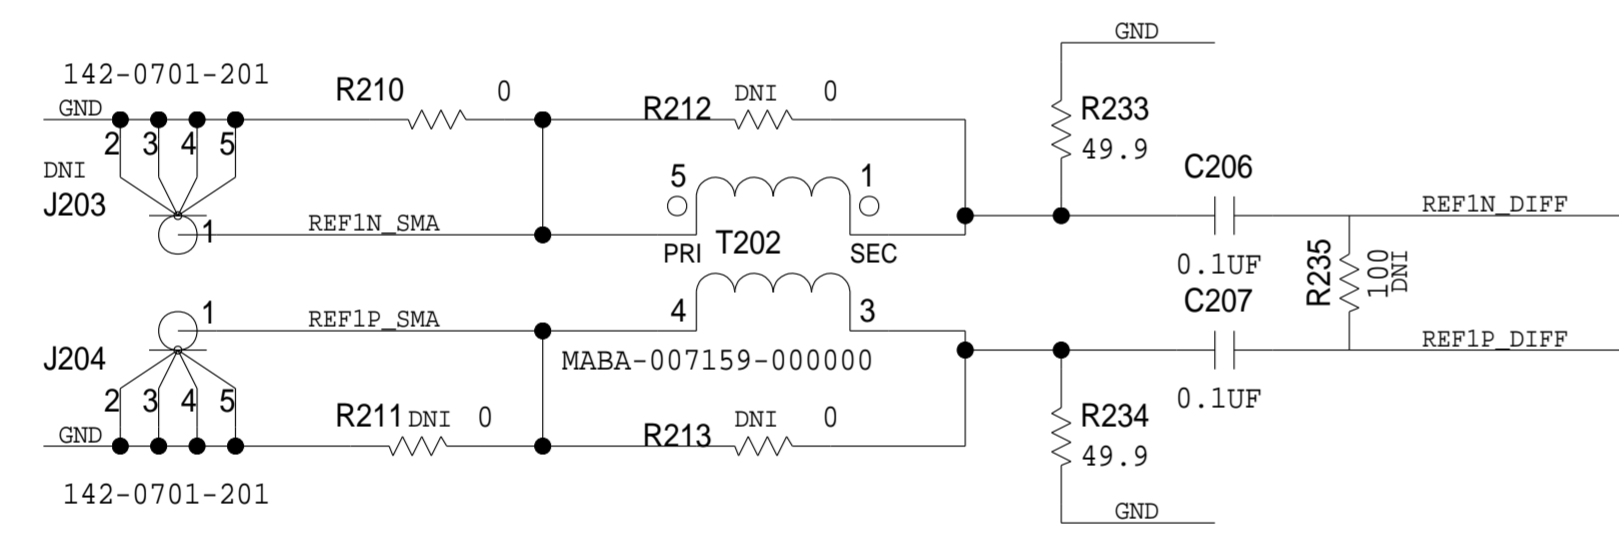 GND
142-0701-201
R210 0
R212 DNI 0
GND
2 3 4 5
R233
49.9
DNI
J203
5 1
C206
1
REF1N_SMA
REF1N_DIFF
PRI T202 SEC
0.1UF
R235
100
DNI
1
REF1P_SMA
4 3
C207
J204
MABA-007159-000000
REF1P_DIFF
2 3 4 5
0.1UF
R211 DNI 0
R213 DNI 0
R234
49.9
GND
142-0701-201
GND